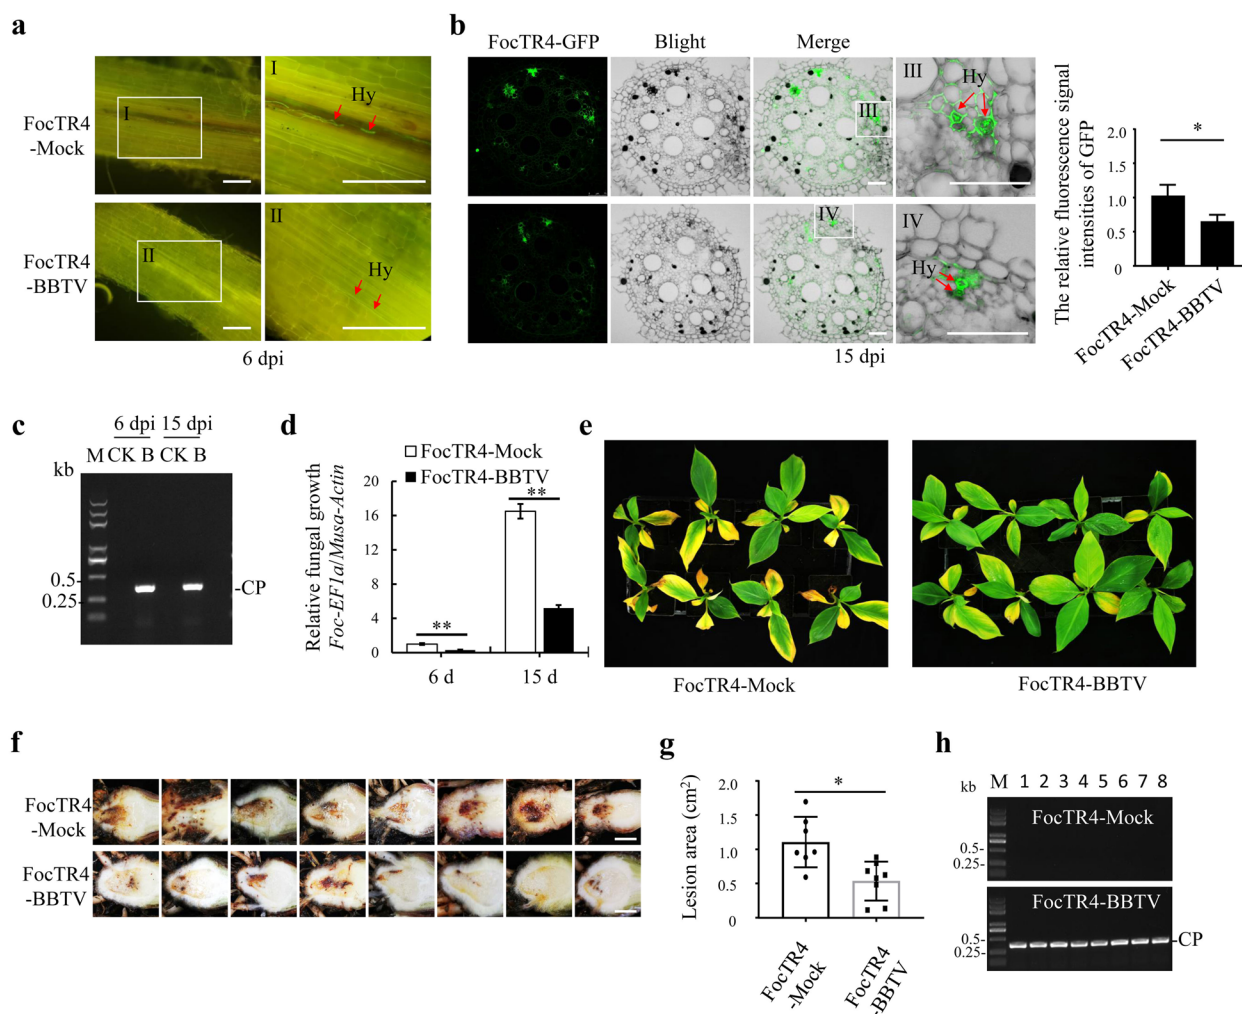 a
FocTR4
-Mock
I
I
Hy
FocTR4
-BBTV
II
II
Hy
6 dpi
b
FocTR4-GFP
Blight
Merge
III
III
Hy
IV
IV
Hy
15 dpi
The relative fluorescence signal
intensities of GFP
2.0
1.5
1.0
0.5
0
*
FocTR4-Mock
FocTR4-BBTV
c
6 dpi 15 dpi
kb
M CK B CK B
0.5
0.25
-CP
d
FocTR4-Mock
FocTR4-BBTV
Relative fungal growth
Foc-EF1a/Musa-Actin
20
16
12
8
4
0
**
**
6 d
15 d
e
FocTR4-Mock
FocTR4-BBTV
f
FocTR4
-Mock
FocTR4
-BBTV
g
Lesion area (cm²)
2.0
1.5
1.0
0.5
0
*
FocTR4
-Mock
FocTR4
-BBTV
h
kb M 1 2 3 4 5 6 7 8
FocTR4-Mock
0.5-
0.25-
FocTR4-BBTV
0.5-
0.25-
-CP